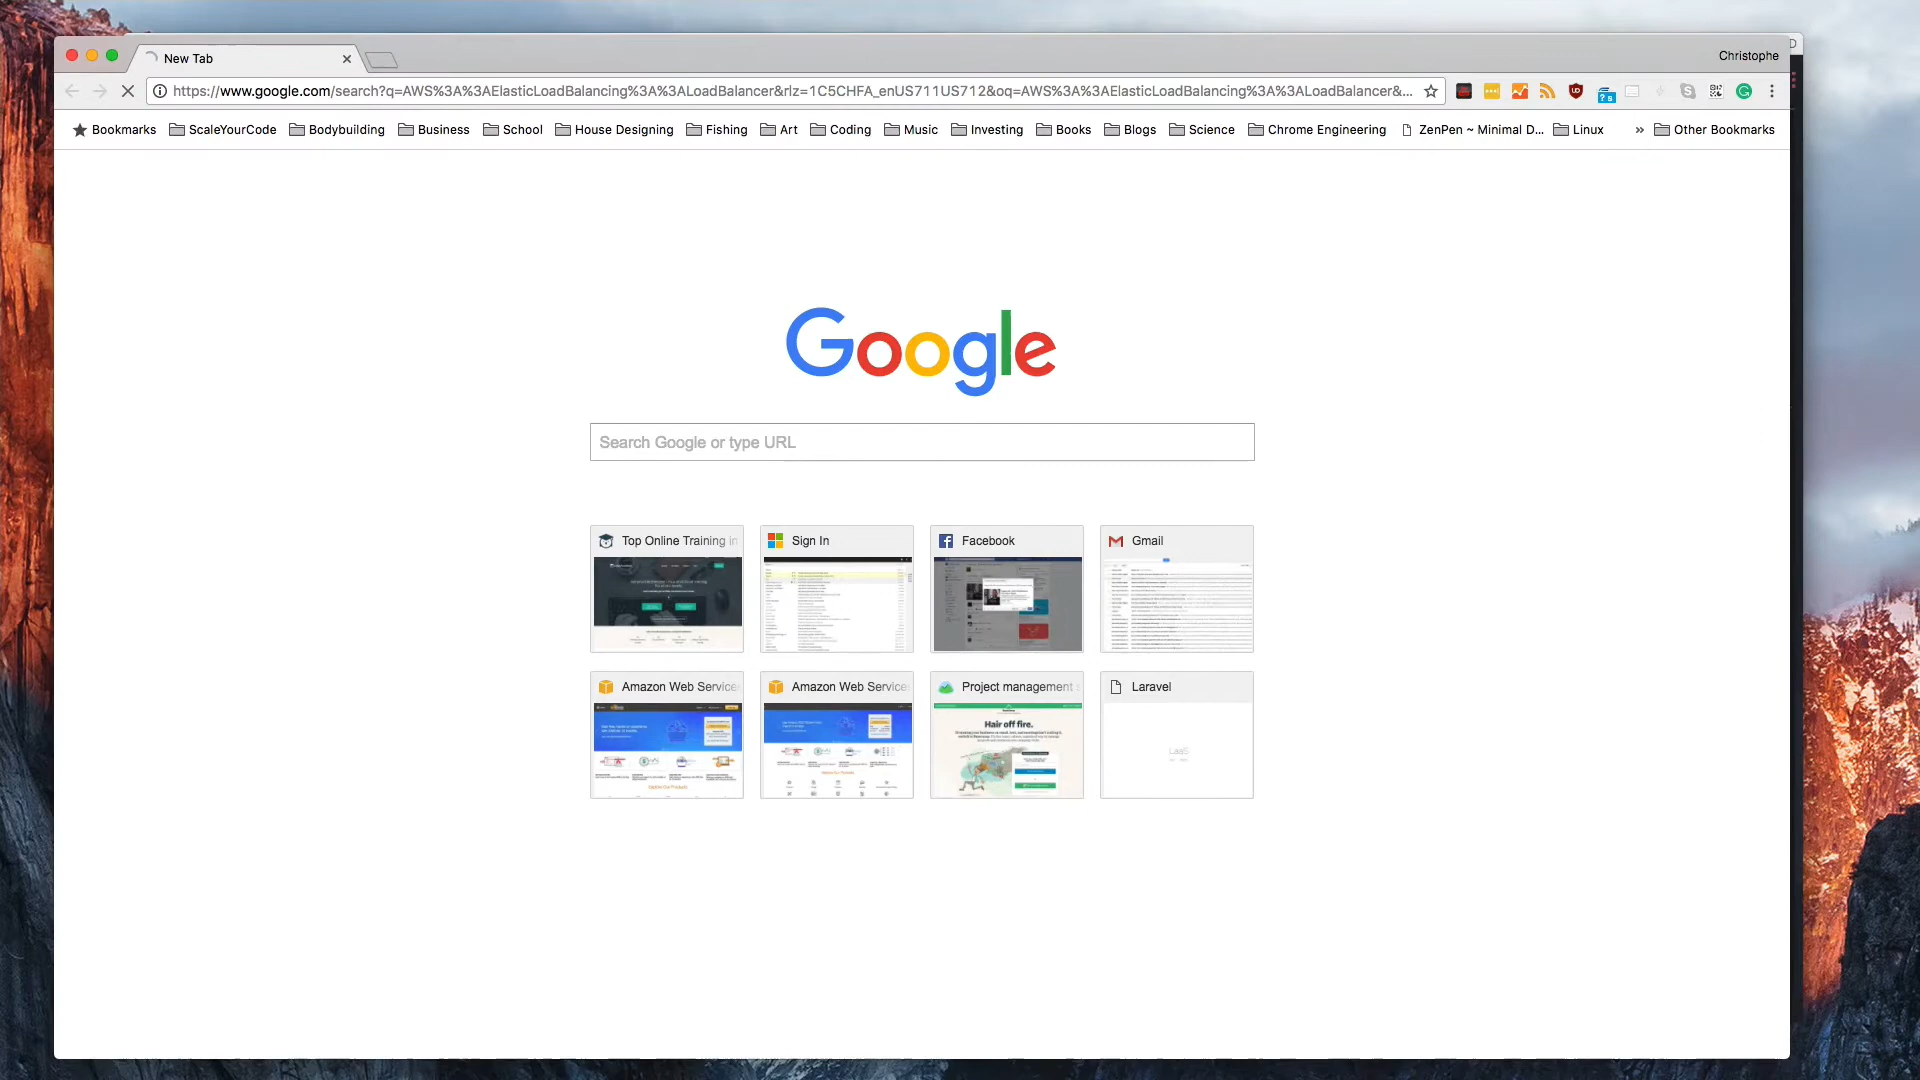 New Tab
Christophe
https://www.google.com/search?q=AWS%3A%3AElasticLoadBalancing%3A%3ALoadBalancer&rlz=1C5CHFA_enUS711US712&oq=AWS%3A%3AElasticLoadBalancing%3A%3ALoadBalancer&...
Bookmarks ScaleYourCode Bodybuilding Business School House Designing Fishing Art Coding Music Investing Books Blogs Science Chrome Engineering ZenPen ~ Minimal D... Linux » Other Bookmarks
Google
Search Google or type URL
Top Online Training in Sign In Facebook Gmail
Amazon Web Service Amazon Web Service Project management Laravel
Hair off fire.
LaaS